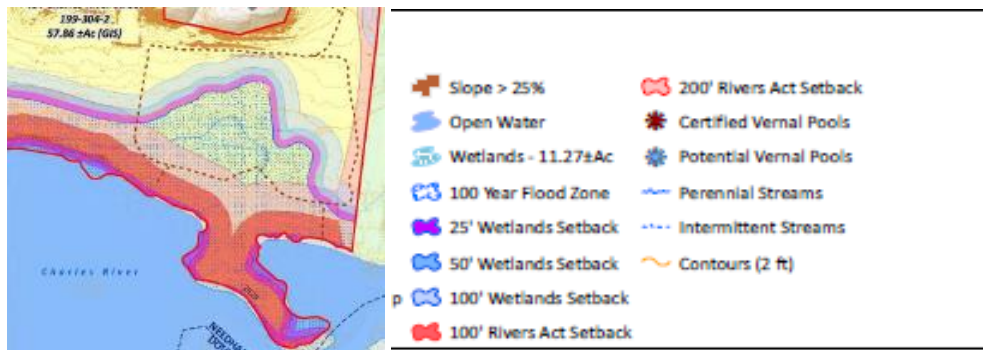 199-304-2
57.86 ±Ac (GIS)
Charles River
NEEDHA
DO
Slope > 25%
Open Water
Wetlands - 11.27±Ac
100 Year Flood Zone
25' Wetlands Setback
50' Wetlands Setback
p
100' Wetlands Setback
100' Rivers Act Setback
200' Rivers Act Setback
Certified Vernal Pools
Potential Vernal Pools
Perennial Streams
Intermittent Streams
Contours (2 ft)